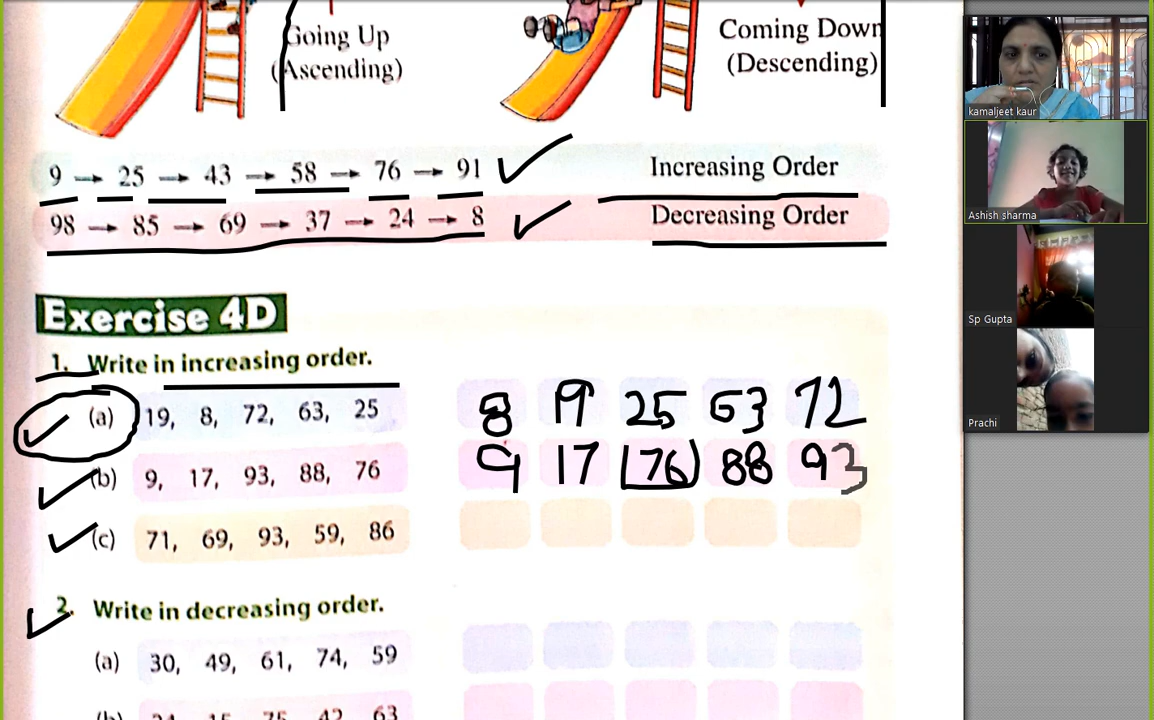 Going Up
(Ascending)
Coming Down
(Descending)
9 → 25 → 43 → 58 → 76 → 91 Increasing Order
98 → 85 → 69 → 37 → 24 → 8 Decreasing Order
Exercise 4D
1. Write in increasing order.
(a) 19, 8, 72, 63, 25 8 19 25 63 72
(b) 9, 17, 93, 88, 76 9 17 76 88 93
(c) 71, 69, 93, 59, 86
2. Write in decreasing order.
(a) 30, 49, 61, 74, 59
kamaljeet kaur
Ashish sharma
Sp Gupta
Prachi